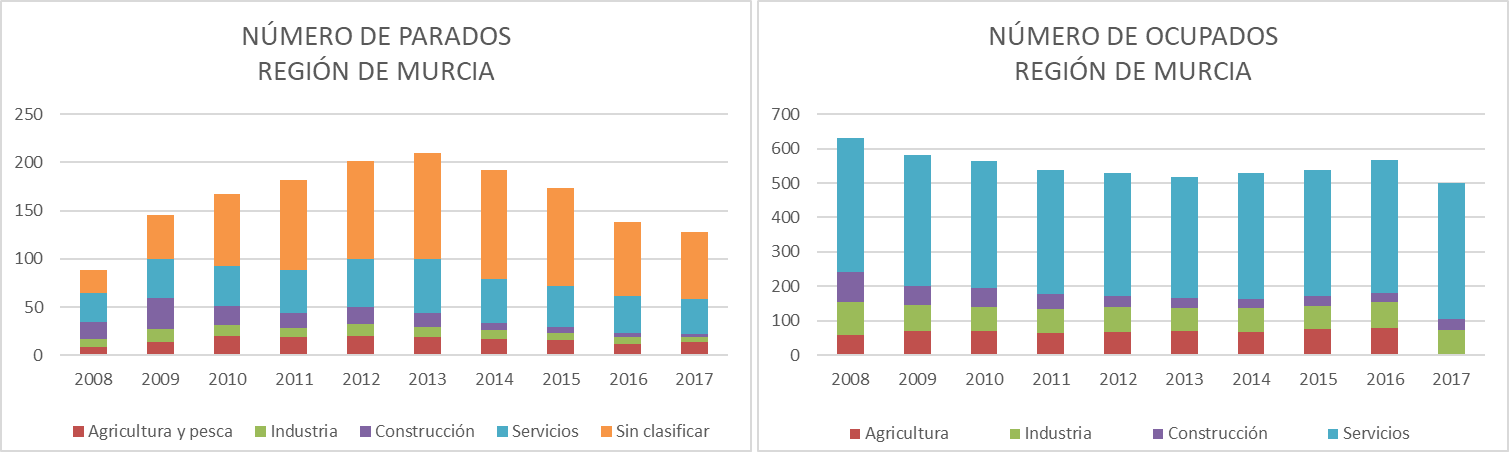 NÚMERO DE PARADOS
REGIÓN DE MURCIA
250
200
150
100
50
0
2008 2009 2010 2011 2012 2013 2014 2015 2016 2017
Agricultura y pesca Industria Construcción Servicios Sin clasificar
NÚMERO DE OCUPADOS
REGIÓN DE MURCIA
700
600
500
400
300
200
100
0
2008 2009 2010 2011 2012 2013 2014 2015 2016 2017
Agricultura Industria Construcción Servicios